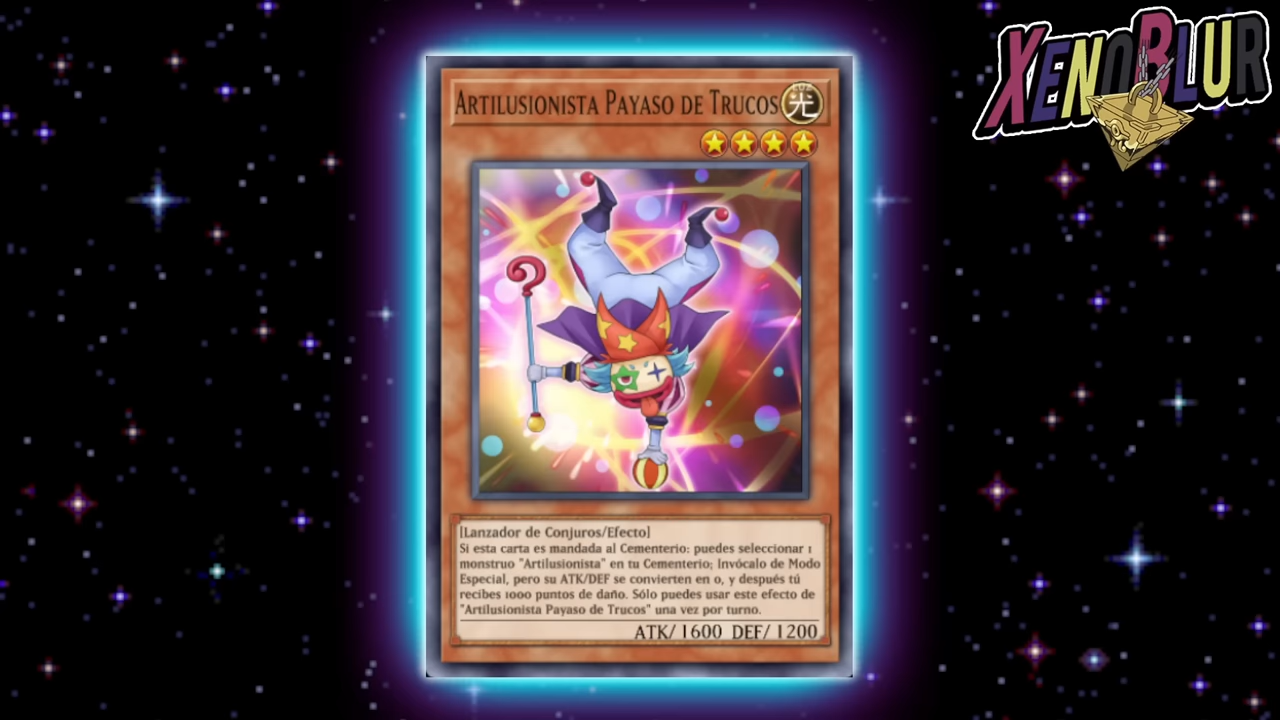 XENOBLUR
ARTILUSIONISTA PAYASO DE TRUCOS
LUZ
光
[Lanzador de Conjuros/Efecto]
Si esta carta es mandada al Cementerio: puedes seleccionar 1
monstruo "Artilusionista" en tu Cementerio; Invócalo de Modo
Especial, pero su ATK/DEF se convierten en 0, y después tú
recibes 1000 puntos de daño. Sólo puedes usar este efecto de
"Artilusionista Payaso de Trucos" una vez por turno.
ATK/ 1600 DEF/ 1200